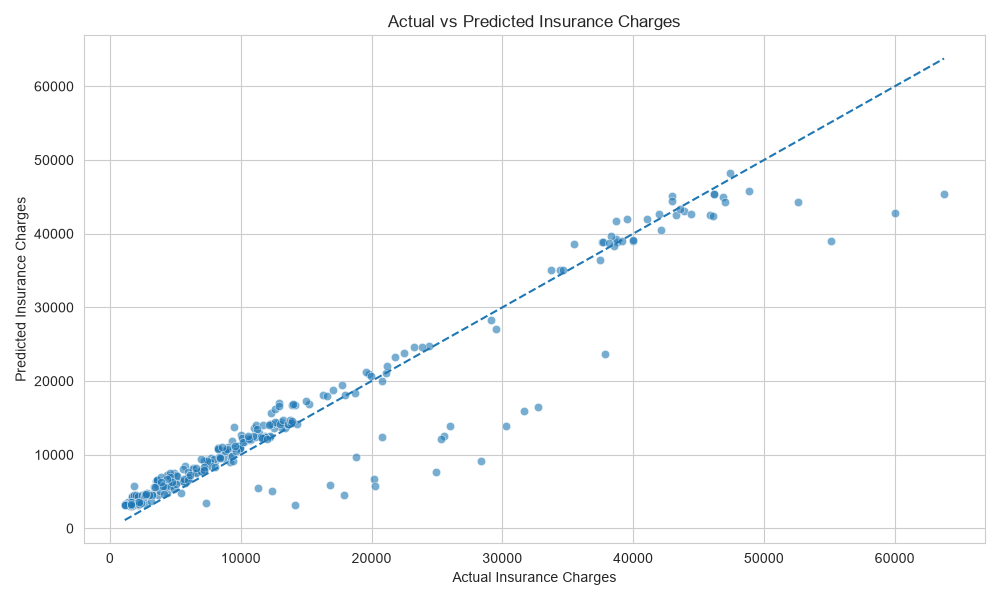 Actual vs Predicted Insurance Charges
Predicted Insurance Charges
60000
50000
40000
30000
20000
10000
0
0 10000 20000 30000 40000 50000 60000
Actual Insurance Charges